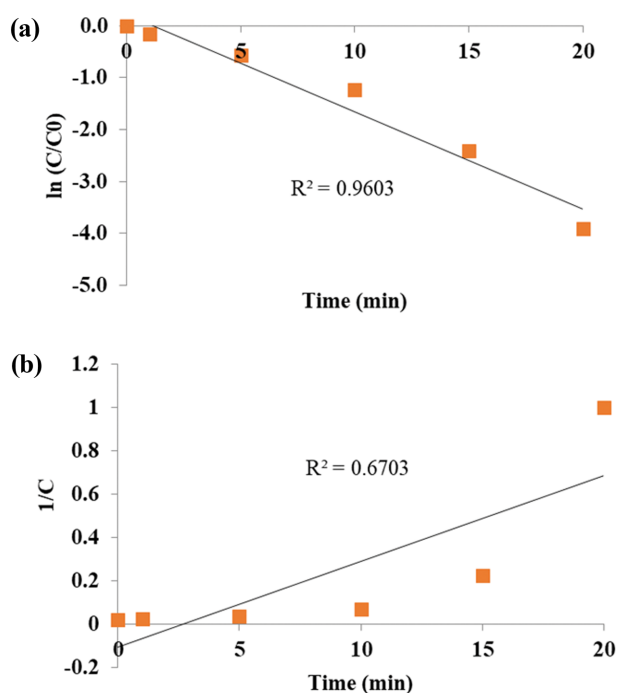 (a)
0.0
0 5 10 15 20
-1.0
-2.0
-3.0
-4.0
-5.0
ln (C/C0)
R² = 0.9603
Time (min)
(b)
1.2
1
0.8
0.6
0.4
0.2
0
-0.2
1/C
R² = 0.6703
0 5 10 15 20
Time (min)